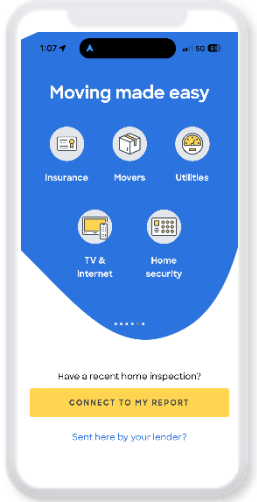 1:07
5G
Moving made easy
Insurance
Movers
Utilities
TV &
internet
Home
security
Have a recent home inspection?
CONNECT TO MY REPORT
Sent here by your lender?